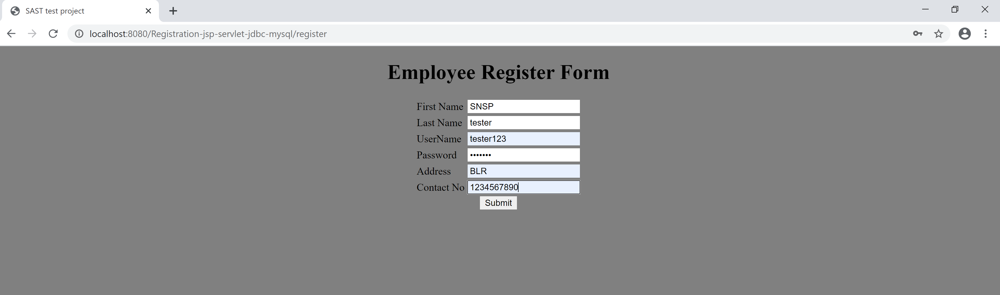 SAST test project
localhost:8080/Registration-jsp-servlet-jdbc-mysql/register
Employee Register Form
First Name SNSP
Last Name tester
UserName tester123
Password •••••••
Address BLR
Contact No 1234567890
Submit